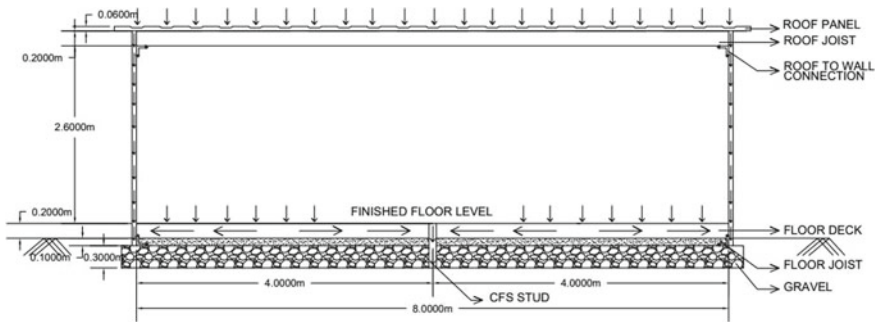 0.0600m
ROOF PANEL
ROOF JOIST
0.2000m
ROOF TO WALL
CONNECTION
2.6000m
0.2000m
FINISHED FLOOR LEVEL
FLOOR DECK
0.1000m
0.3000m
FLOOR JOIST
4.0000m
4.0000m
CFS STUD
GRAVEL
8.0000m